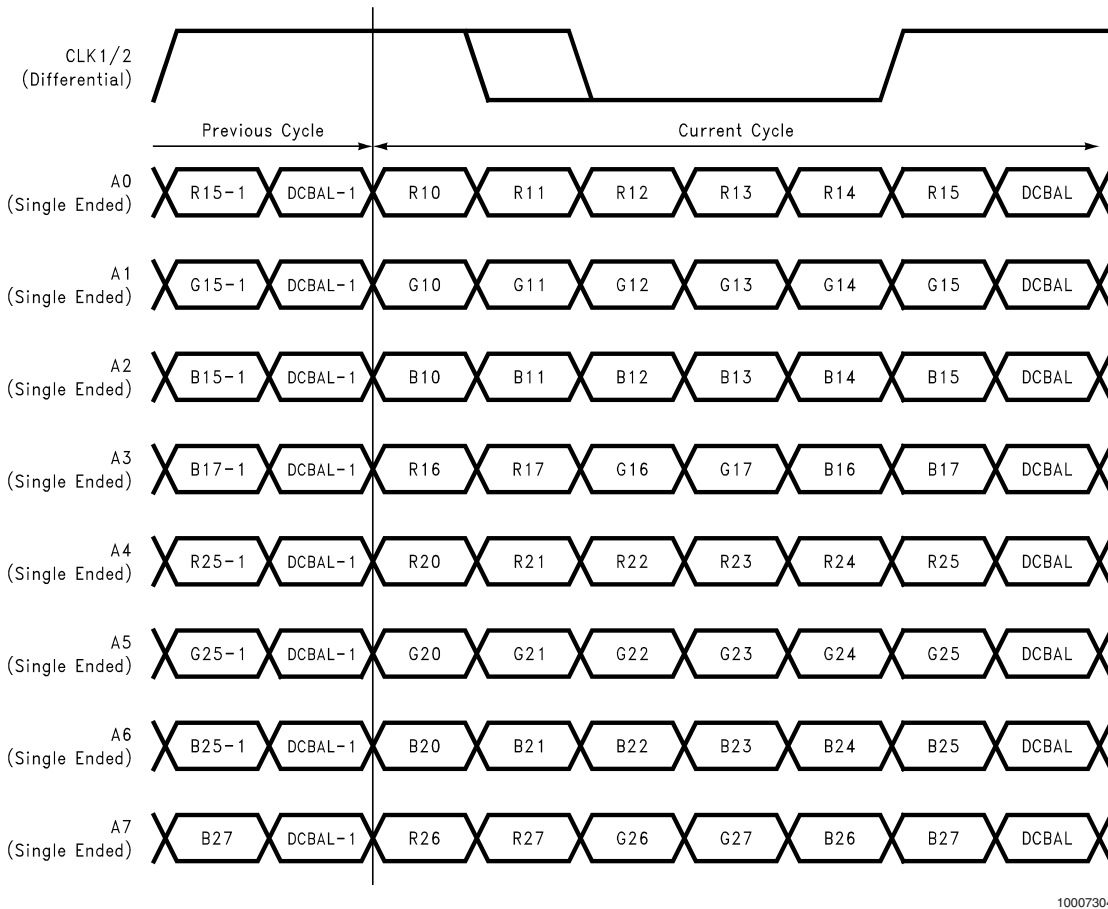 CLK1/2
(Differential)
Previous Cycle
Current Cycle
A0
(Single Ended)
R15-1 DCBAL-1 R10 R11 R12 R13 R14 R15 DCBAL
A1
(Single Ended)
G15-1 DCBAL-1 G10 G11 G12 G13 G14 G15 DCBAL
A2
(Single Ended)
B15-1 DCBAL-1 B10 B11 B12 B13 B14 B15 DCBAL
A3
(Single Ended)
B17-1 DCBAL-1 R16 R17 G16 G17 B16 B17 DCBAL
A4
(Single Ended)
R25-1 DCBAL-1 R20 R21 R22 R23 R24 R25 DCBAL
A5
(Single Ended)
G25-1 DCBAL-1 G20 G21 G22 G23 G24 G25 DCBAL
A6
(Single Ended)
B25-1 DCBAL-1 B20 B21 B22 B23 B24 B25 DCBAL
A7
(Single Ended)
B27 DCBAL-1 R26 R27 G26 G27 B26 B27 DCBAL
10007304